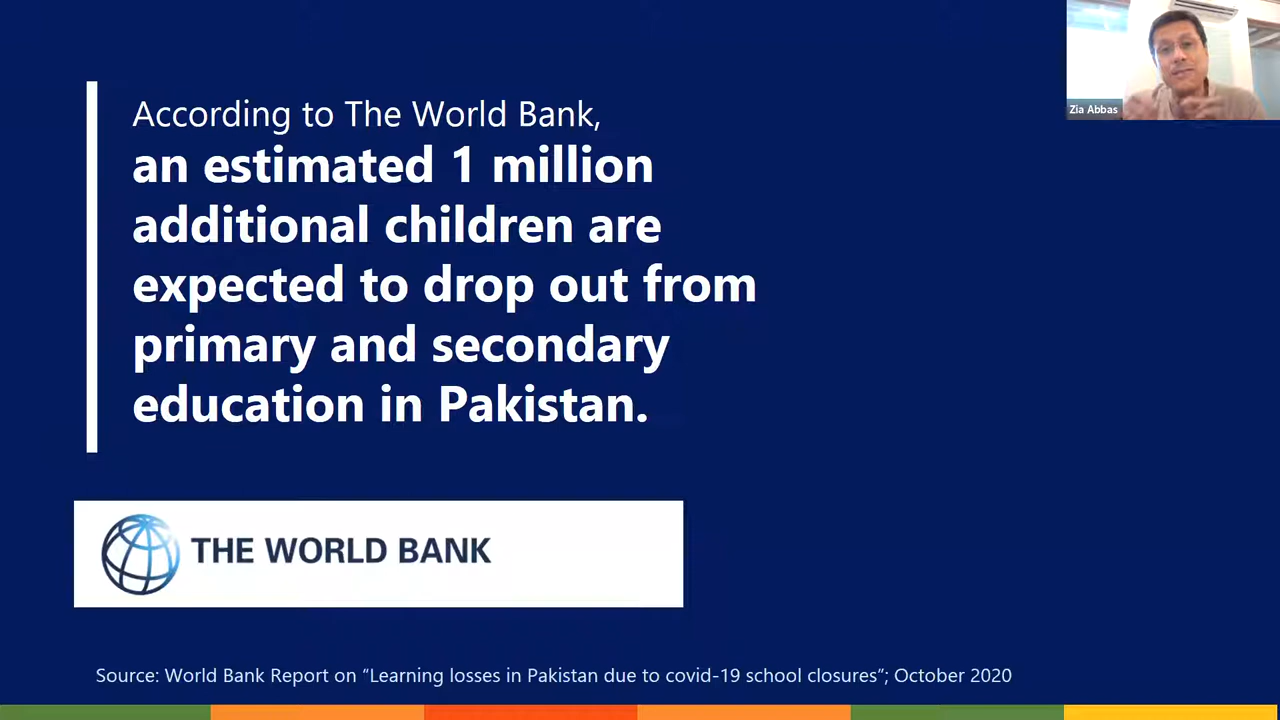 According to The World Bank,
an estimated 1 million
additional children are
expected to drop out from
primary and secondary
education in Pakistan.
THE WORLD BANK
Source: World Bank Report on “Learning losses in Pakistan due to covid-19 school closures”; October 2020
Zia Abbas